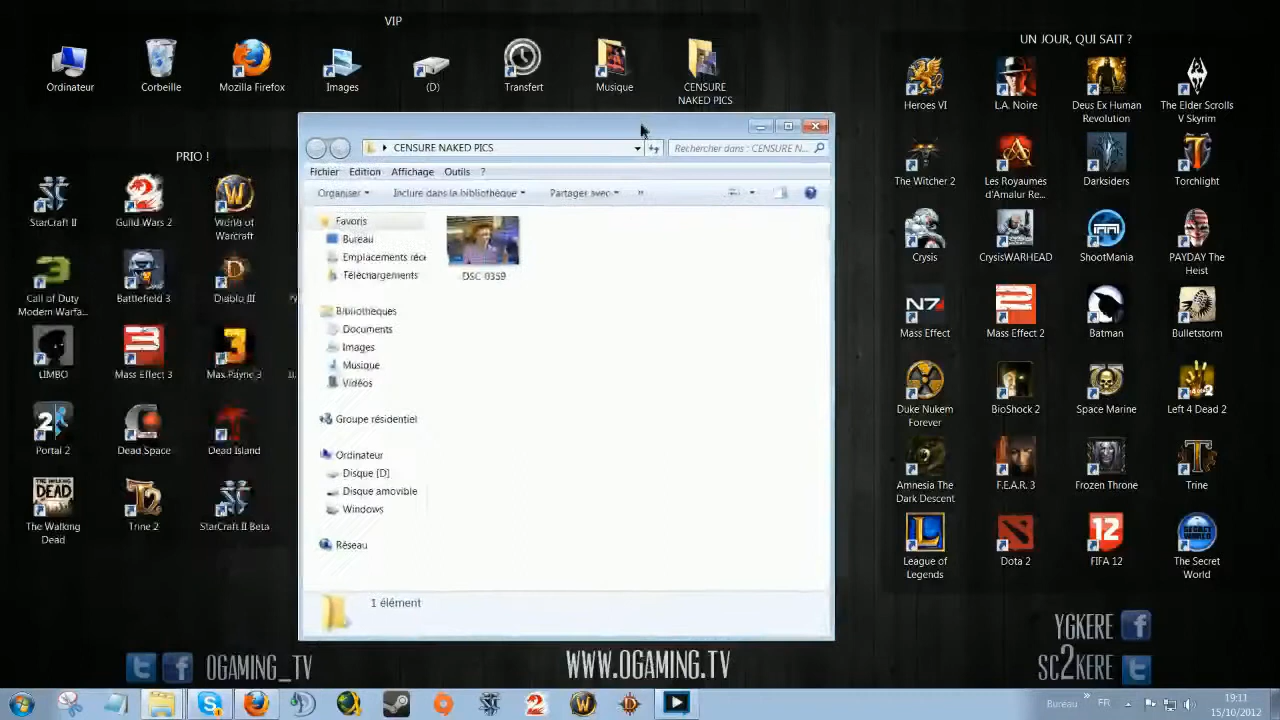 VIP
Ordinateur
Corbeille
Mozilla Firefox
Images
(D)
Transfert
Musique
CENSURE
NAKED PICS
PRIO !
StarCraft II
Guild Wars 2
World of
Warcraft
Call of Duty
Modern Warfa...
Battlefield 3
Diablo III
LIMBO
Mass Effect 3
Max Payne 3
Portal 2
Dead Space
Dead Island
The Walking
Dead
Trine 2
StarCraft II Beta
CENSURE NAKED PICS
Rechercher dans : CENSURE N...
Fichier Edition Affichage Outils ?
Organiser Inclure dans la bibliothèque Partager avec »
Favoris
Bureau
Emplacements réce
Téléchargements
Bibliothèques
Documents
Images
Musique
Vidéos
Groupe résidentiel
Ordinateur
Disque (D)
Disque amovible
Windows
Réseau
DSC 0359
1 élément
UN JOUR, QUI SAIT ?
Heroes VI
L.A. Noire
Deus Ex Human
Revolution
The Elder Scrolls
V Skyrim
The Witcher 2
Les Royaumes
d'Amalur Re...
Darksiders
Torchlight
Crysis
CrysisWARHEAD
ShootMania
PAYDAY The
Heist
Mass Effect
Mass Effect 2
Batman
Bulletstorm
Duke Nukem
Forever
BioShock 2
Space Marine
Left 4 Dead 2
Amnesia The
Dark Descent
F.E.A.R. 3
Frozen Throne
Trine
League of
Legends
Dota 2
FIFA 12
The Secret
World
OGAMING_TV
WWW.OGAMING.TV
YGKERE
SC2KERE
Bureau » FR
19:11
15/10/2012